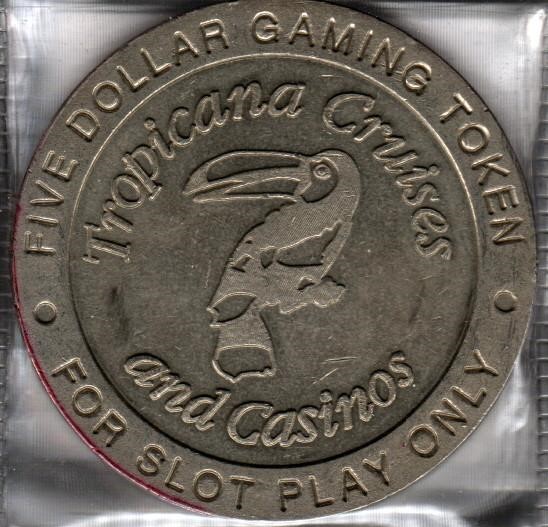 FIVE DOLLAR GAMING TOKEN
Tropicana Cruises
and Casinos
FOR SLOT PLAY ONLY